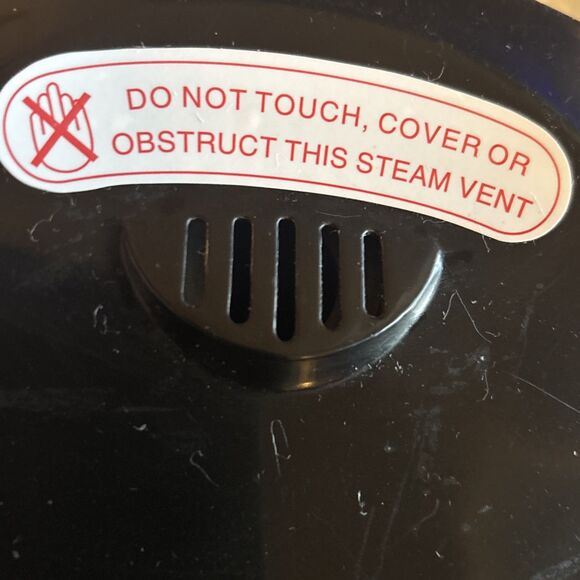 DO NOT TOUCH, COVER OR
OBSTRUCT THIS STEAM VENT